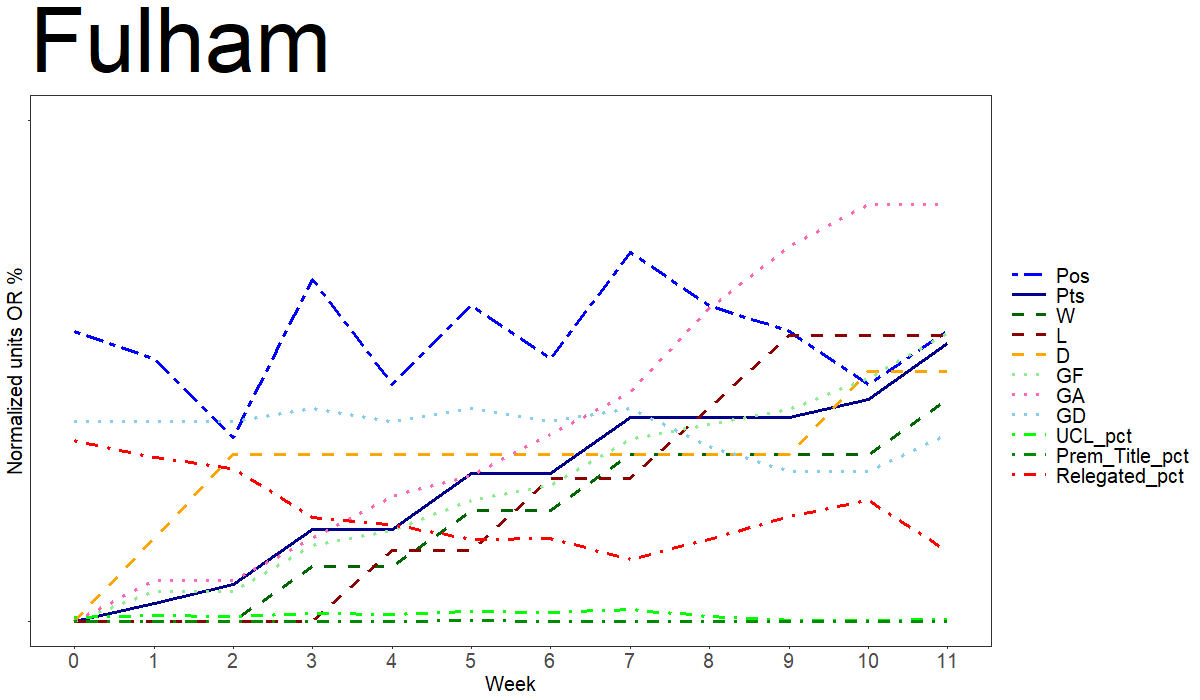 Fulham
Normalized units OR %
Pos
Pts
W
L
D
GF
GA
GD
UCL_pct
Prem_Title_pct
Relegated_pct
0 1 2 3 4 5 6 7 8 9 10 11
Week